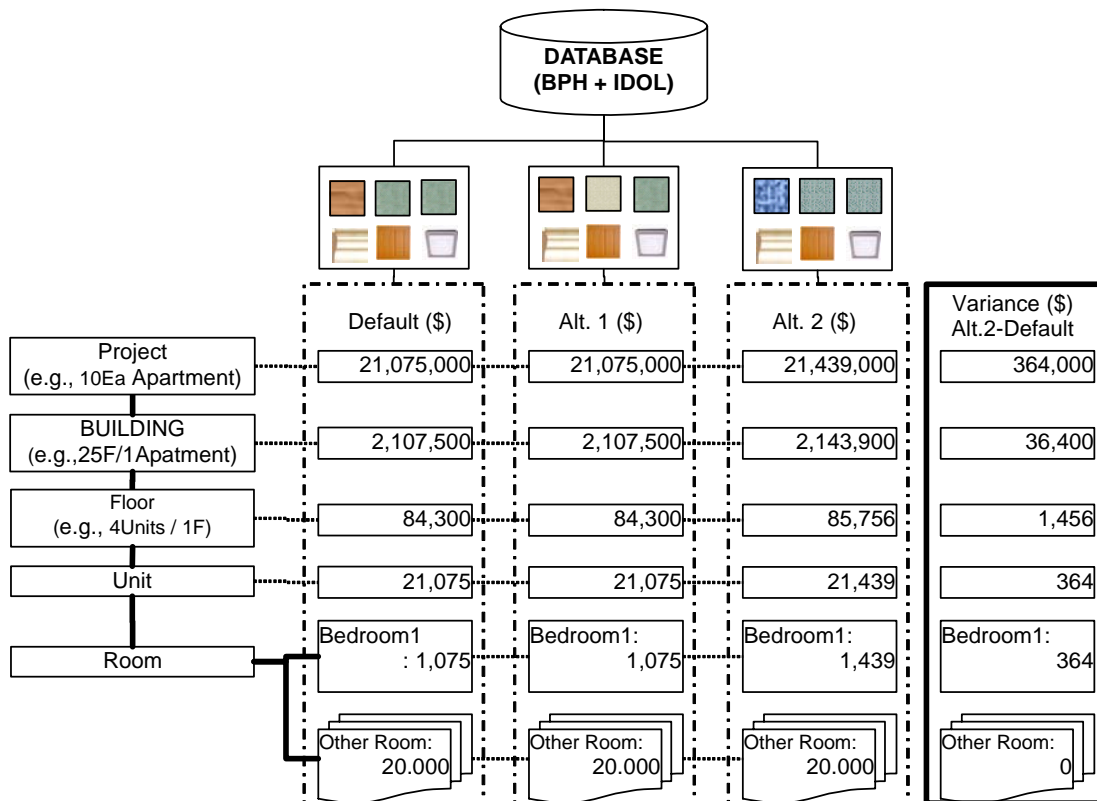 DATABASE
(BPH + IDOL)
Default ($)
Alt. 1 ($)
Alt. 2 ($)
Variance ($)
Alt.2-Default
Project
(e.g., 10Ea Apartment)
21,075,000
21,075,000
21,439,000
364,000
BUILDING
(e.g.,25F/1Apatment)
2,107,500
2,107,500
2,143,900
36,400
Floor
(e.g., 4Units / 1F)
84,300
84,300
85,756
1,456
Unit
21,075
21,075
21,439
364
Room
Bedroom1
: 1,075
Bedroom1:
1,075
Bedroom1:
1,439
Bedroom1:
364
Other Room:
20.000
Other Room:
20.000
Other Room:
20.000
Other Room:
0